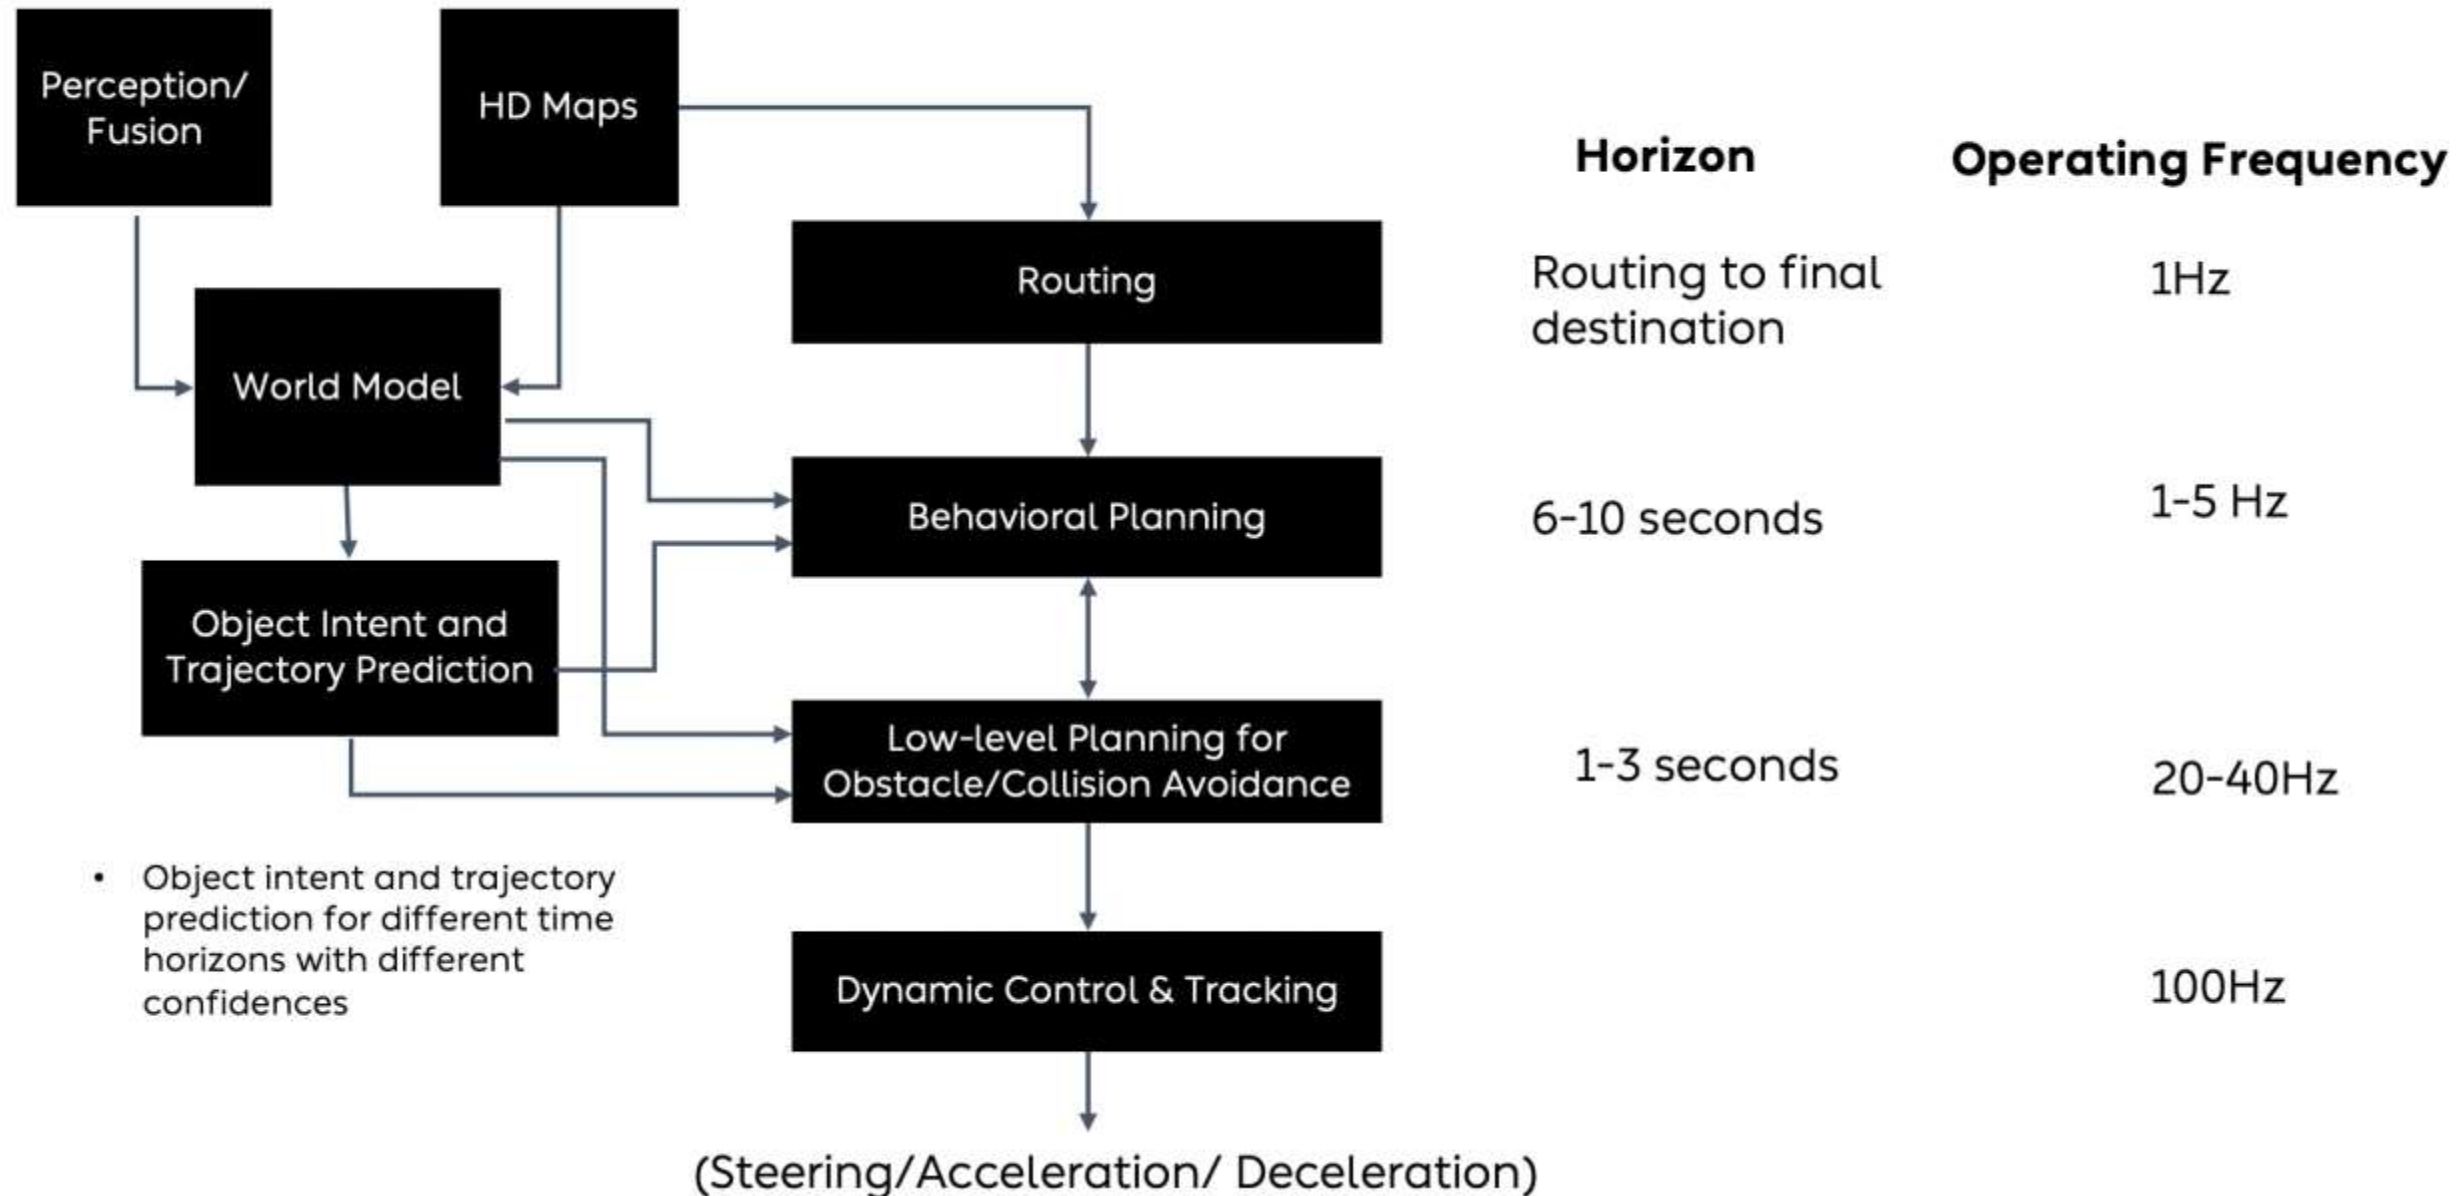 Perception/
Fusion
HD Maps
Horizon
Operating Frequency
Routing
Routing to final
destination
1Hz
World Model
Behavioral Planning
6-10 seconds
1-5 Hz
Object Intent and
Trajectory Prediction
Low-level Planning for
Obstacle/Collision Avoidance
1-3 seconds
20-40Hz
• Object intent and trajectory
prediction for different time
horizons with different
confidences
Dynamic Control & Tracking
100Hz
(Steering/Acceleration/ Deceleration)